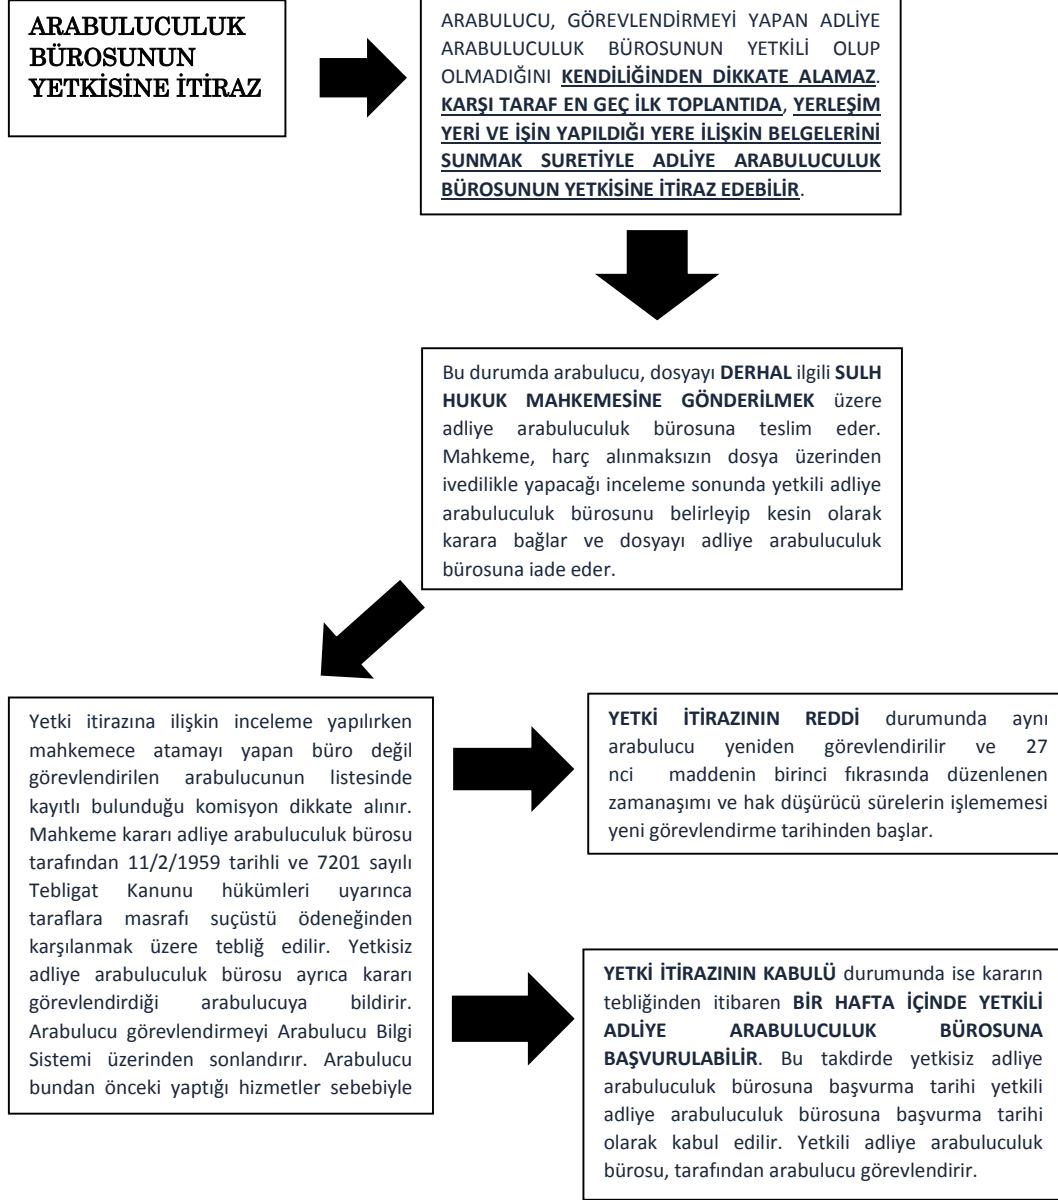 ARABULUCULUK
BÜROSUNUN
YETKİSİNE İTİRAZ
ARABULUCU, GÖREVLENDİRMEYİ YAPAN ADLİYE
ARABULUCULUK BÜROSUNUN YETKİLİ OLUP
OLMADIĞINI KENDİLİĞİNDEN DİKKATE ALAMAZ.
KARŞI TARAF EN GEÇ İLK TOPLANTIDA, YERLEŞİM
YERİ VE İŞİN YAPILDIĞI YERE İLİŞKİN BELGELERİNİ
SUNMAK SURETİYLE ADLİYE ARABULUCULUK
BÜROSUNUN YETKİSİNE İTİRAZ EDEBİLİR.
Bu durumda arabulucu, dosyayı DERHAL ilgili SULH
HUKUK MAHKEMESİNE GÖNDERİLMEK üzere
adliye arabuluculuk bürosuna teslim eder.
Mahkeme, harç alınmaksızın dosya üzerinden
ivedilikle yapacağı inceleme sonunda yetkili adliye
arabuluculuk bürosunu belirleyip kesin olarak
karara bağlar ve dosyayı adliye arabuluculuk
bürosuna iade eder.
Yetki itirazına ilişkin inceleme yapılırken
mahkemece atamayı yapan büro değil
görevlendirilen arabulucunun listesinde
kayıtlı bulunduğu komisyon dikkate alınır.
Mahkeme kararı adliye arabuluculuk bürosu
tarafından 11/2/1959 tarihli ve 7201 sayılı
Tebligat Kanunu hükümleri uyarınca
taraflara masrafı suçüstü ödeneğinden
karşılanmak üzere tebliğ edilir. Yetkisiz
adliye arabuluculuk bürosu ayrıca kararı
görevlendirdiği arabulucuya bildirir.
Arabulucu görevlendirmeyi Arabulucu Bilgi
Sistemi üzerinden sonlandırır. Arabulucu
bundan önceki yaptığı hizmetler sebebiyle
YETKİ İTİRAZININ REDDİ durumunda aynı
arabulucu yeniden görevlendirilir ve 27
nci maddenin birinci fıkrasında düzenlenen
zamanaşımı ve hak düşürücü sürelerin işlememesi
yeni görevlendirme tarihinden başlar.
YETKİ İTİRAZININ KABULÜ durumunda ise kararın
tebliğinden itibaren BİR HAFTA İÇİNDE YETKİLİ
ADLİYE ARABULUCULUK BÜROSUNA
BAŞVURULABİLİR. Bu takdirde yetkisiz adliye
arabuluculuk bürosuna başvurma tarihi yetkili
adliye arabuluculuk bürosuna başvurma tarihi
olarak kabul edilir. Yetkili adliye arabuluculuk
bürosu, tarafından arabulucu görevlendirir.